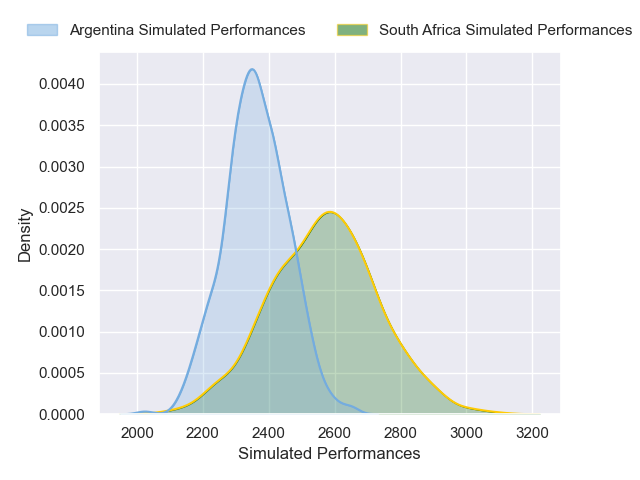 Argentina Simulated Performances
South Africa Simulated Performances
0.0040
0.0035
0.0030
0.0025
0.0020
0.0015
0.0010
0.0005
0.0000
Density
2000 2200 2400 2600 2800 3000 3200
Simulated Performances